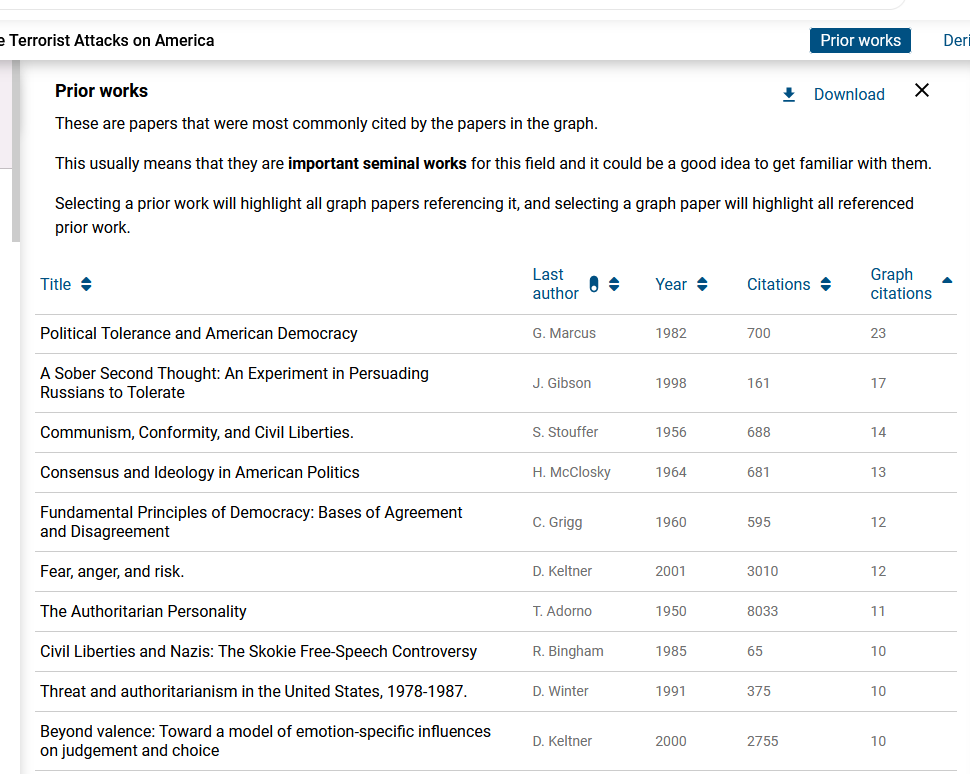 e Terrorist Attacks on America
Prior works
Deri
Prior works
Download
These are papers that were most commonly cited by the papers in the graph.
This usually means that they are important seminal works for this field and it could be a good idea to get familiar with them.
Selecting a prior work will highlight all graph papers referencing it, and selecting a graph paper will highlight all referenced
prior work.
Title
Last
author
Year
Citations
Graph
citations
Political Tolerance and American Democracy G. Marcus 1982 700 23
A Sober Second Thought: An Experiment in Persuading
Russians to Tolerate J. Gibson 1998 161 17
Communism, Conformity, and Civil Liberties. S. Stouffer 1956 688 14
Consensus and Ideology in American Politics H. McClosky 1964 681 13
Fundamental Principles of Democracy: Bases of Agreement
and Disagreement C. Grigg 1960 595 12
Fear, anger, and risk. D. Keltner 2001 3010 12
The Authoritarian Personality T. Adorno 1950 8033 11
Civil Liberties and Nazis: The Skokie Free-Speech Controversy R. Bingham 1985 65 10
Threat and authoritarianism in the United States, 1978-1987. D. Winter 1991 375 10
Beyond valence: Toward a model of emotion-specific influences
on judgement and choice D. Keltner 2000 2755 10